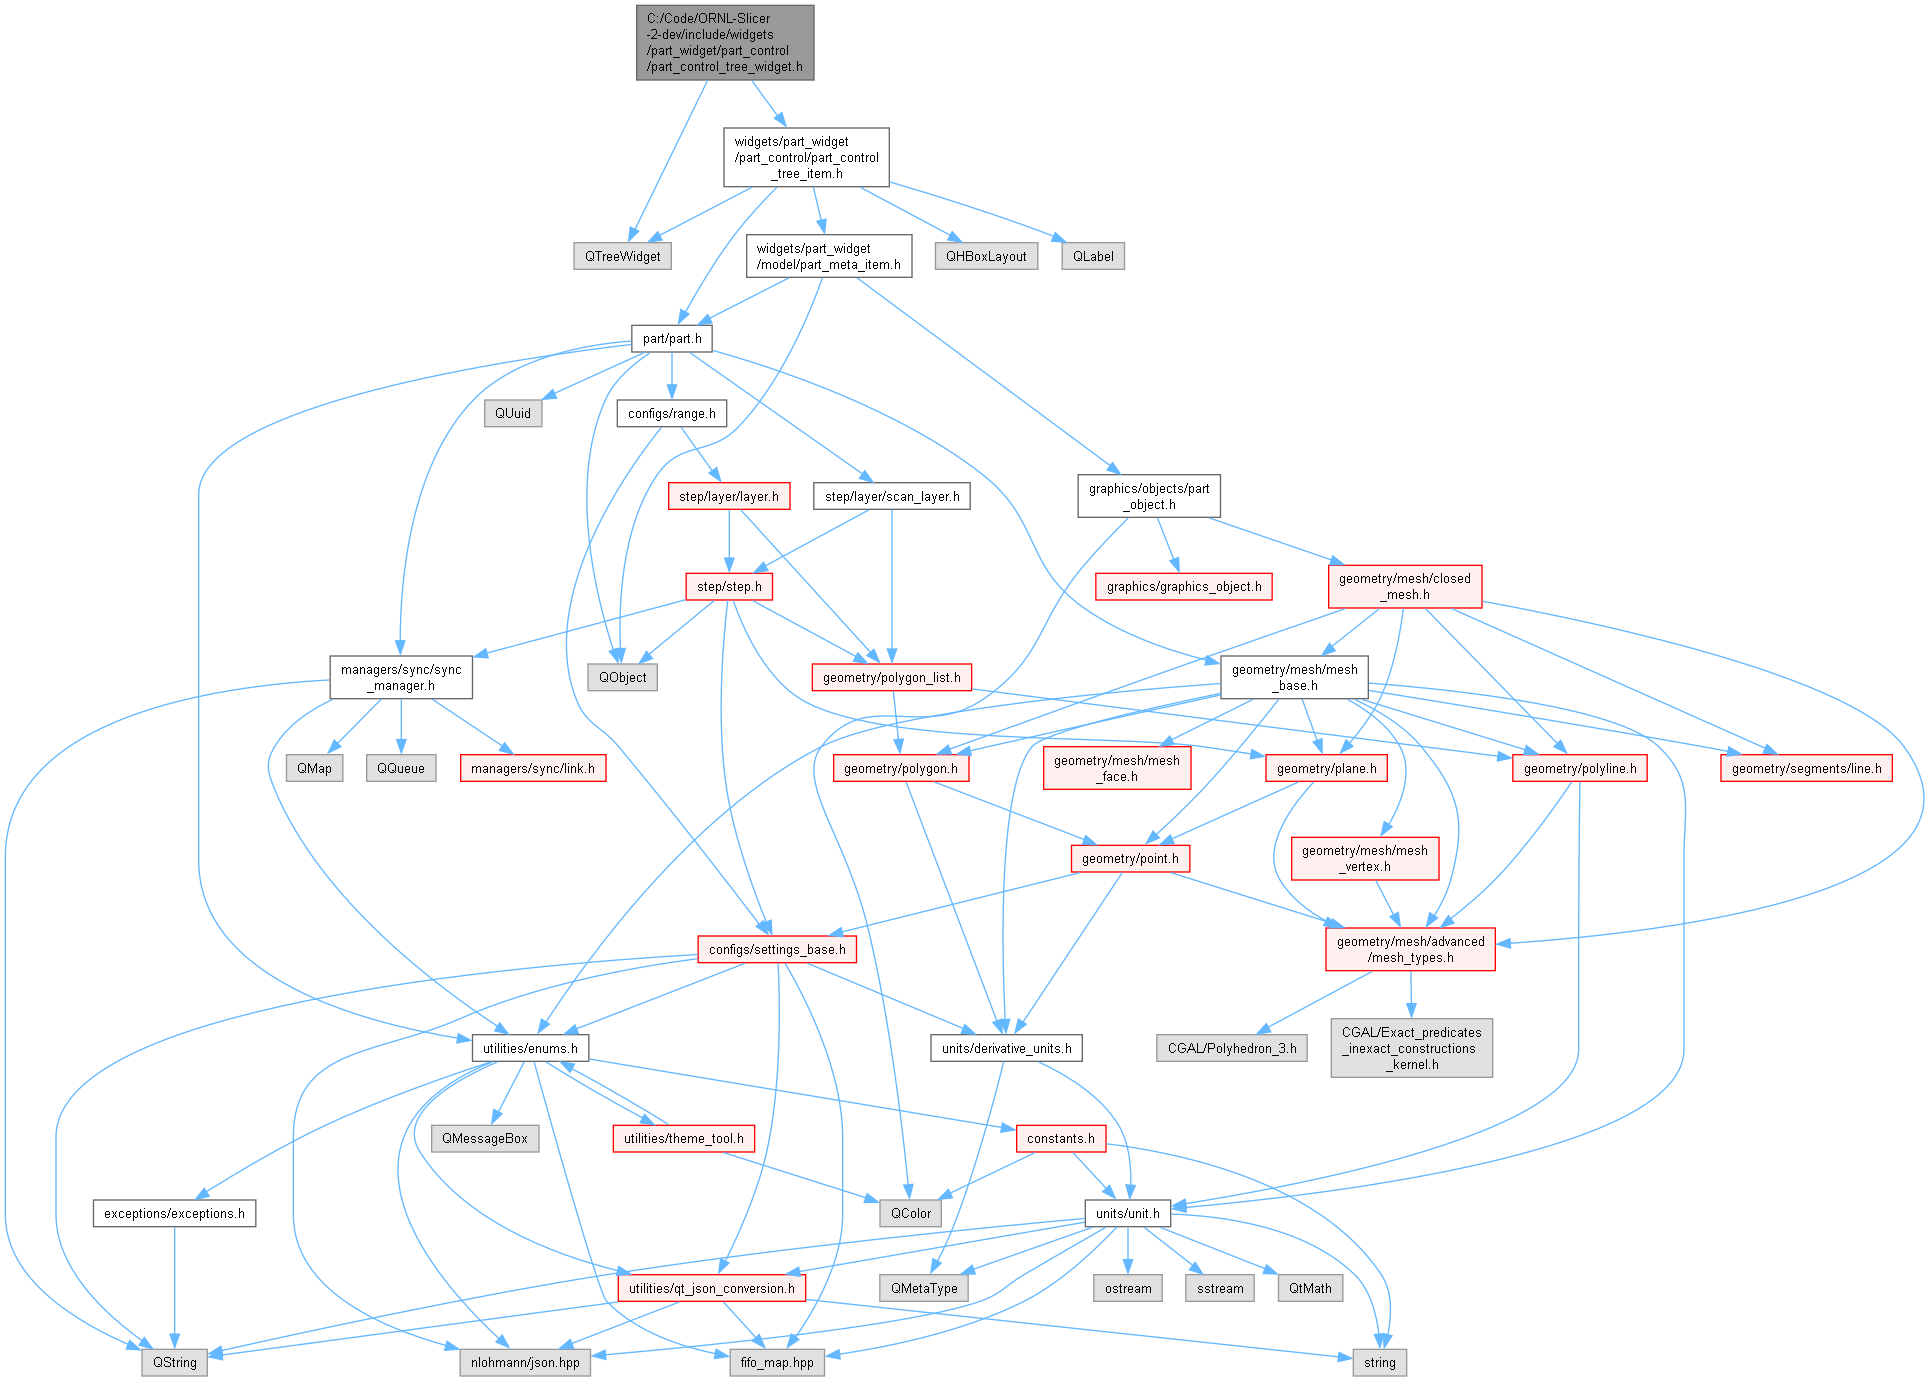 C:/Code/ORNL-Slicer
-2-dev/include/widgets
/part_widget/part_control
/part_control_tree_widget.h
widgets/part_widget
/part_control/part_control
_tree_item.h
QTreeWidget
widgets/part_widget
/model/part_meta_item.h
QHBoxLayout
QLabel
part/part.h
QUuid
configs/range.h
step/layer/layer.h
step/layer/scan_layer.h
graphics/objects/part
_object.h
step/step.h
graphics/graphics_object.h
geometry/mesh/closed
_mesh.h
managers/sync/sync
_manager.h
QObject
geometry/polygon_list.h
geometry/mesh/mesh
_base.h
QMap
QQueue
managers/sync/link.h
geometry/polygon.h
geometry/mesh/mesh
_face.h
geometry/plane.h
geometry/polyline.h
geometry/segments/line.h
geometry/point.h
geometry/mesh/mesh
_vertex.h
configs/settings_base.h
geometry/mesh/advanced
/mesh_types.h
utilities/enums.h
units/derivative_units.h
CGAL/Polyhedron_3.h
CGAL/Exact_predicates
_inexact_constructions
_kernel.h
QMessageBox
utilities/theme_tool.h
constants.h
exceptions/exceptions.h
QColor
units/unit.h
utilities/qt_json_conversion.h
QMetaType
ostream
sstream
QtMath
QString
nlohmann/json.hpp
fifo_map.hpp
string